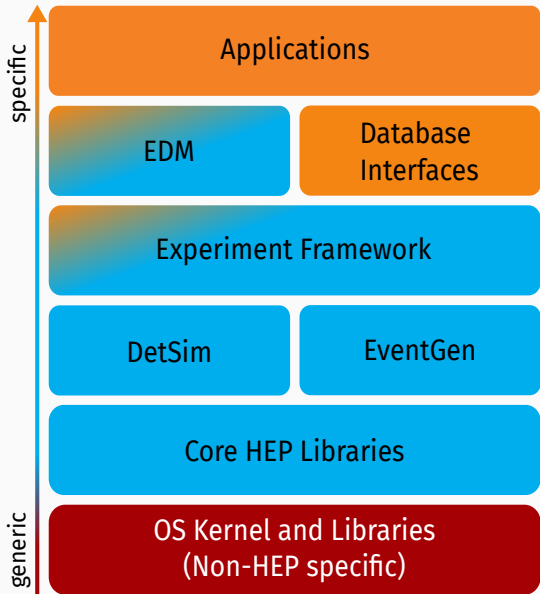 specific
Applications
EDM
Database
Interfaces
Experiment Framework
DetSim
EventGen
Core HEP Libraries
generic
OS Kernel and Libraries
(Non-HEP specific)